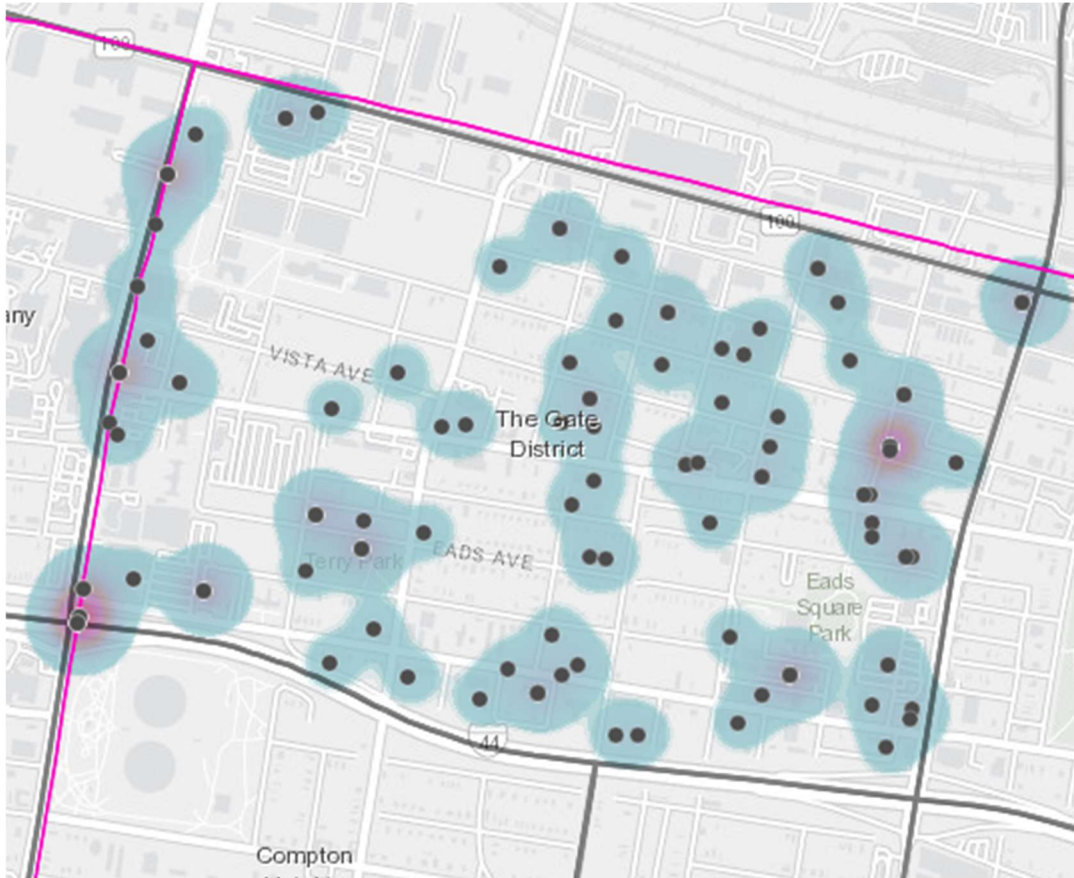 100
100
any
VISTA AVE
The Gate
District
EADS AVE
Terry Park
Eads
Square
Park
44
Compton